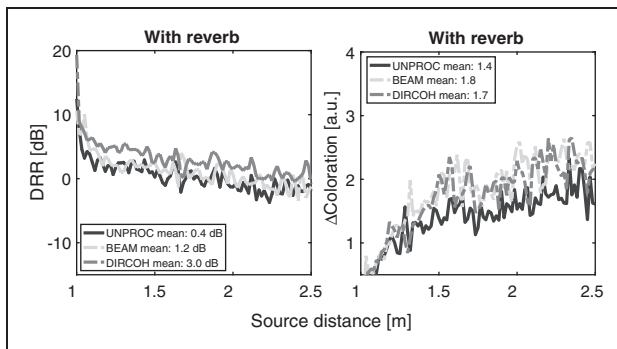 With reverb
20
10
0
-10
DRR [dB]
UNPROC mean: 0.4 dB
BEAM mean: 1.2 dB
DIRCOH mean: 3.0 dB
1 1.5 2 2.5
With reverb
4
3
2
1
ΔColoration [a.u.]
UNPROC mean: 1.4
BEAM mean: 1.8
DIRCOH mean: 1.7
1 1.5 2 2.5
Source distance [m]